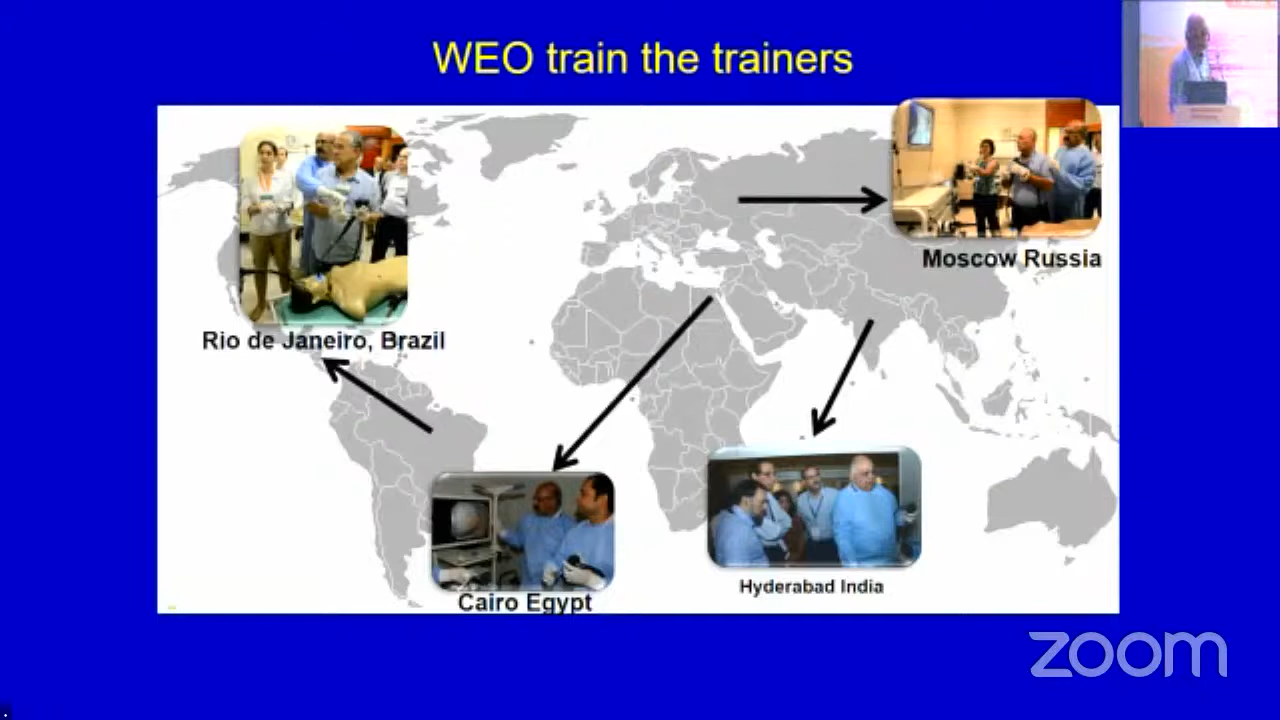 WEO train the trainers
Moscow Russia
Rio de Janeiro, Brazil
Hyderabad India
Cairo Egypt
zoom